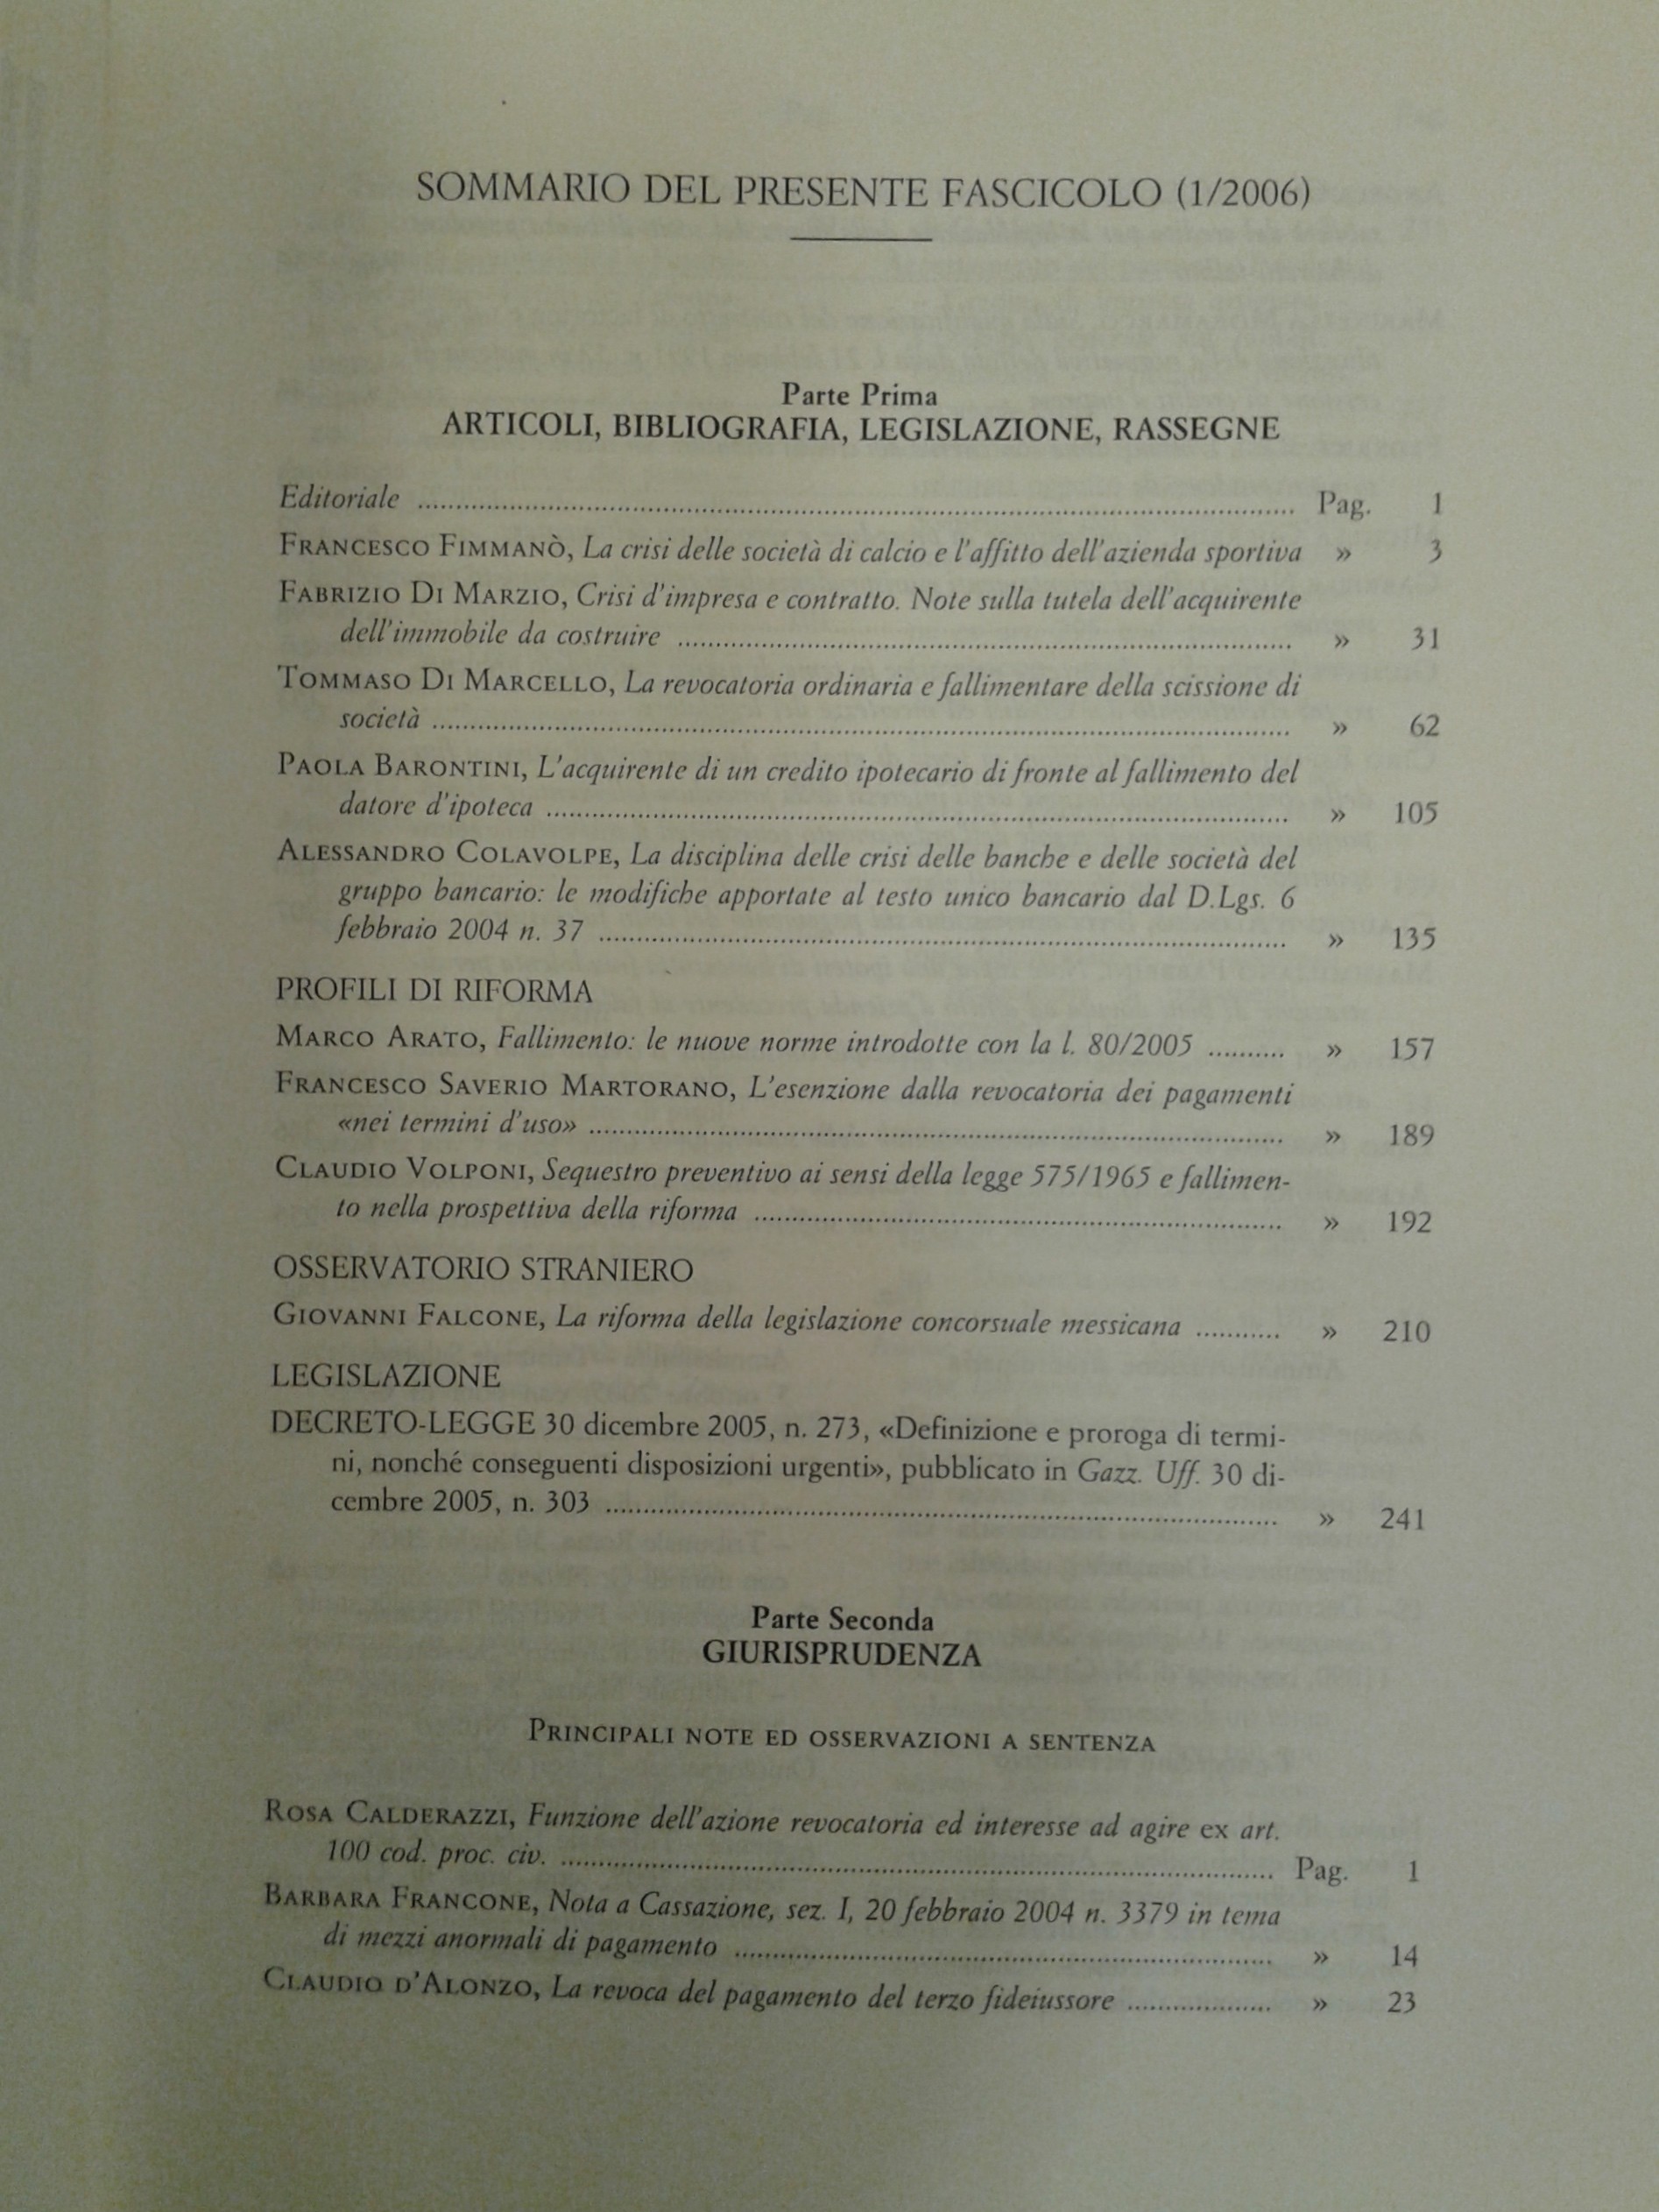 SOMMARIO DEL PRESENTE FASCICOLO (1/2006)
Parte Prima
ARTICOLI, BIBLIOGRAFIA, LEGISLAZIONE, RASSEGNE
Editoriale ........ Pag. 1
FRANCESCO FIMMANÒ, La crisi delle società di calcio e l'affitto dell'azienda sportiva » 3
FABRIZIO DI MARZIO, Crisi d'impresa e contratto. Note sulla tutela dell'acquirente
dell'immobile da costruire ........ » 31
TOMMASO DI MARCELLO, La revocatoria ordinaria e fallimentare della scissione di
società ........ » 62
PAOLA BARONTINI, L'acquirente di un credito ipotecario di fronte al fallimento del
datore d'ipoteca ........ » 105
ALESSANDRO COLAVOLPE, La disciplina delle crisi delle banche e delle società del
gruppo bancario: le modifiche apportate al testo unico bancario dal D.Lgs. 6
febbraio 2004 n. 37 ........ » 135
PROFILI DI RIFORMA
MARCO ARATO, Fallimento: le nuove norme introdotte con la l. 80/2005 .......... » 157
FRANCESCO SAVERIO MARTORANO, L'esenzione dalla revocatoria dei pagamenti
«nei termini d'uso» ........ » 189
CLAUDIO VOLPONI, Sequestro preventivo ai sensi della legge 575/1965 e fallimen-
to nella prospettiva della riforma ........ » 192
OSSERVATORIO STRANIERO
GIOVANNI FALCONE, La riforma della legislazione concorsuale messicana ........... » 210
LEGISLAZIONE
DECRETO-LEGGE 30 dicembre 2005, n. 273, «Definizione e proroga di termi-
ni, nonché conseguenti disposizioni urgenti», pubblicato in Gazz. Uff. 30 di-
cembre 2005, n. 303 ........ » 241
Parte Seconda
GIURISPRUDENZA
PRINCIPALI NOTE ED OSSERVAZIONI A SENTENZA
ROSA CALDERAZZI, Funzione dell'azione revocatoria ed interesse ad agire ex art.
100 cod. proc. civ. ........ Pag. 1
BARBARA FRANCONE, Nota a Cassazione, sez. I, 20 febbraio 2004 n. 3379 in tema
di mezzi anormali di pagamento ........ » 14
CLAUDIO D'ALONZO, La revoca del pagamento del terzo fideiussore ........ » 23